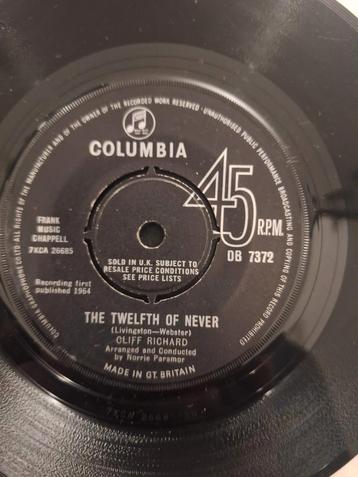 ALL RIGHTS OF THE MANUFACTURER AND OF THE OWNER OF THE RECORDED WORK RESERVED · UNAUTHORISED PUBLIC PERFORMANCE BROADCASTING AND COPYING OF THIS RECORD PROHIBITED
COLUMBIA
45 R.P.M.
FRANK
MUSIC
CHAPPELL
7XCA 26685
DB 7372
SOLD IN U.K. SUBJECT TO
RESALE PRICE CONDITIONS
SEE PRICE LISTS
Recording first
published 1964
THE TWELFTH OF NEVER
(Livingston—Webster)
CLIFF RICHARD
Arranged and Conducted
by Norrie Paramor
MADE IN GT. BRITAIN